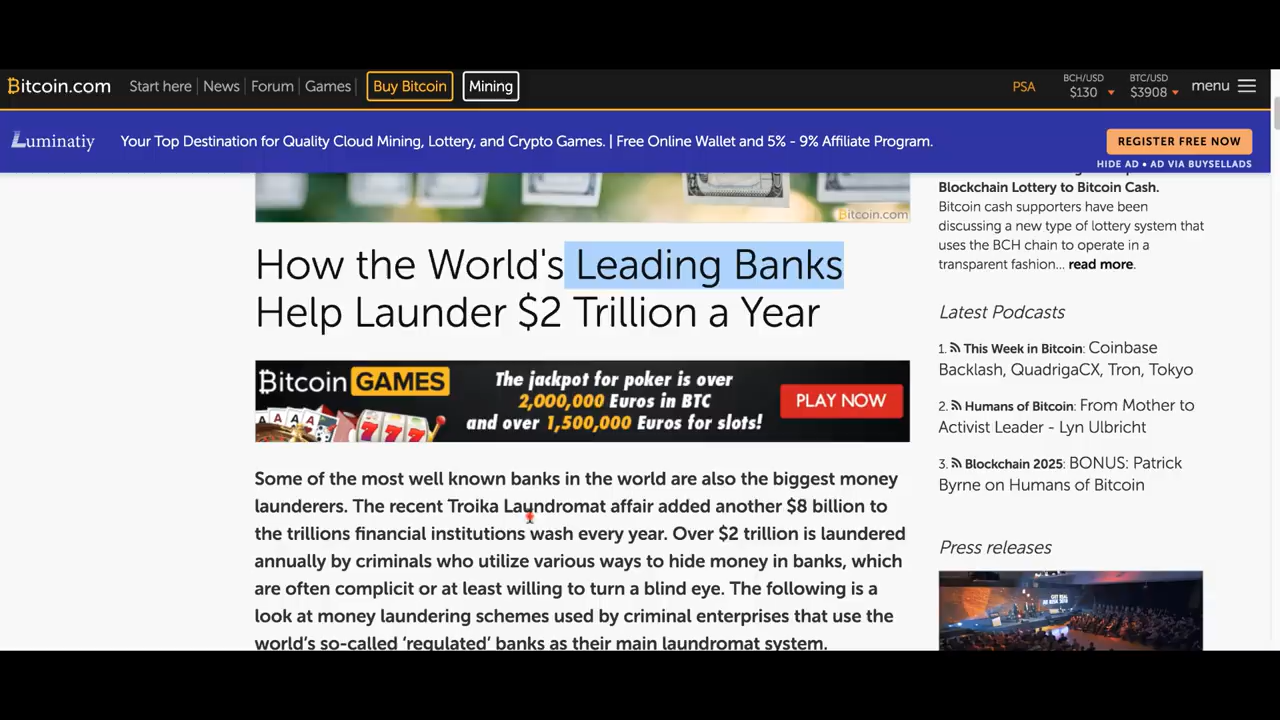 Bitcoin.com Start here News Forum Games Buy Bitcoin Mining PSA BCH/USD $130 BTC/USD $3908 menu
Luminatiy Your Top Destination for Quality Cloud Mining, Lottery, and Crypto Games. | Free Online Wallet and 5% - 9% Affiliate Program. REGISTER FREE NOW
HIDE AD • AD VIA BUYSELLADS
Bitcoin.com
How the World's Leading Banks
Help Launder $2 Trillion a Year
Bitcoin GAMES
The jackpot for poker is over
2,000,000 Euros in BTC
and over 1,500,000 Euros for slots!
PLAY NOW
Some of the most well known banks in the world are also the biggest money
launderers. The recent Troika Laundromat affair added another $8 billion to
the trillions financial institutions wash every year. Over $2 trillion is laundered
annually by criminals who utilize various ways to hide money in banks, which
are often complicit or at least willing to turn a blind eye. The following is a
look at money laundering schemes used by criminal enterprises that use the
world’s so-called ‘regulated’ banks as their main laundromat system.
Blockchain Lottery to Bitcoin Cash.
Bitcoin cash supporters have been
discussing a new type of lottery system that
uses the BCH chain to operate in a
transparent fashion... read more.
Latest Podcasts
1. This Week in Bitcoin: Coinbase
Backlash, QuadrigaCX, Tron, Tokyo
2. Humans of Bitcoin: From Mother to
Activist Leader - Lyn Ulbricht
3. Blockchain 2025: BONUS: Patrick
Byrne on Humans of Bitcoin
Press releases